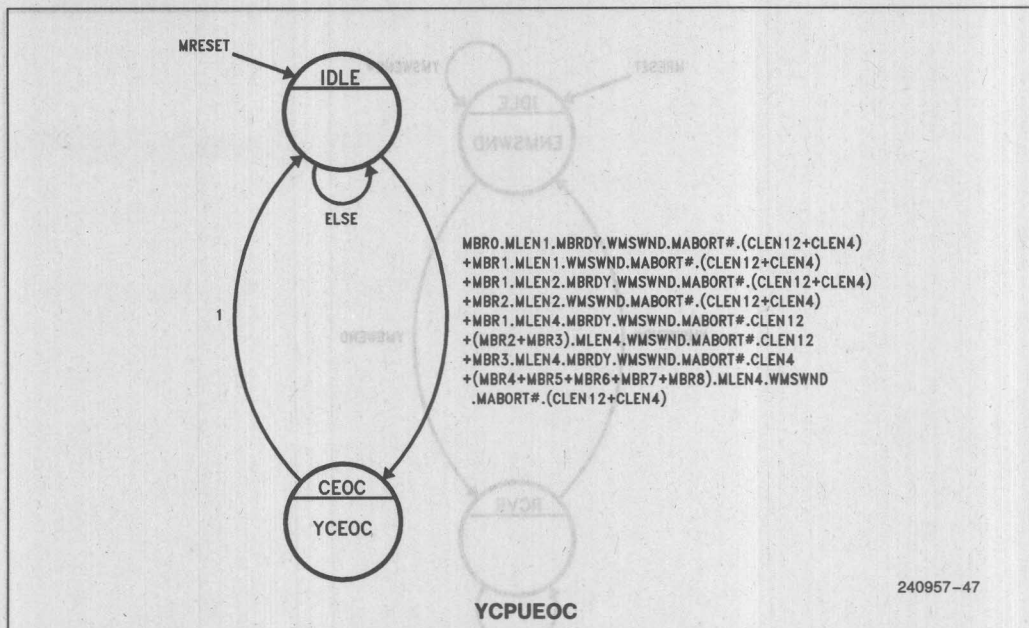 MRESET
IDLE
ELSE
MBR0.MLEN1.MBRDY.WMSWND.MABORT#.(CLEN12+CLEN4)
+MBR1.MLEN1.WMSWND.MABORT#.(CLEN12+CLEN4)
+MBR1.MLEN2.MBRDY.WMSWND.MABORT#.(CLEN12+CLEN4)
+MBR2.MLEN2.WMSWND.MABORT#.(CLEN12+CLEN4)
+MBR1.MLEN4.MBRDY.WMSWND.MABORT#.CLEN12
+(MBR2+MBR3).MLEN4.WMSWND.MABORT#.CLEN12
+MBR3.MLEN4.MBRDY.WMSWND.MABORT#.CLEN4
+(MBR4+MBR5+MBR6+MBR7+MBR8).MLEN4.WMSWND
.MABORT#.(CLEN12+CLEN4)
1
CEOC
YCEOC
240957-47
YCPUEOC